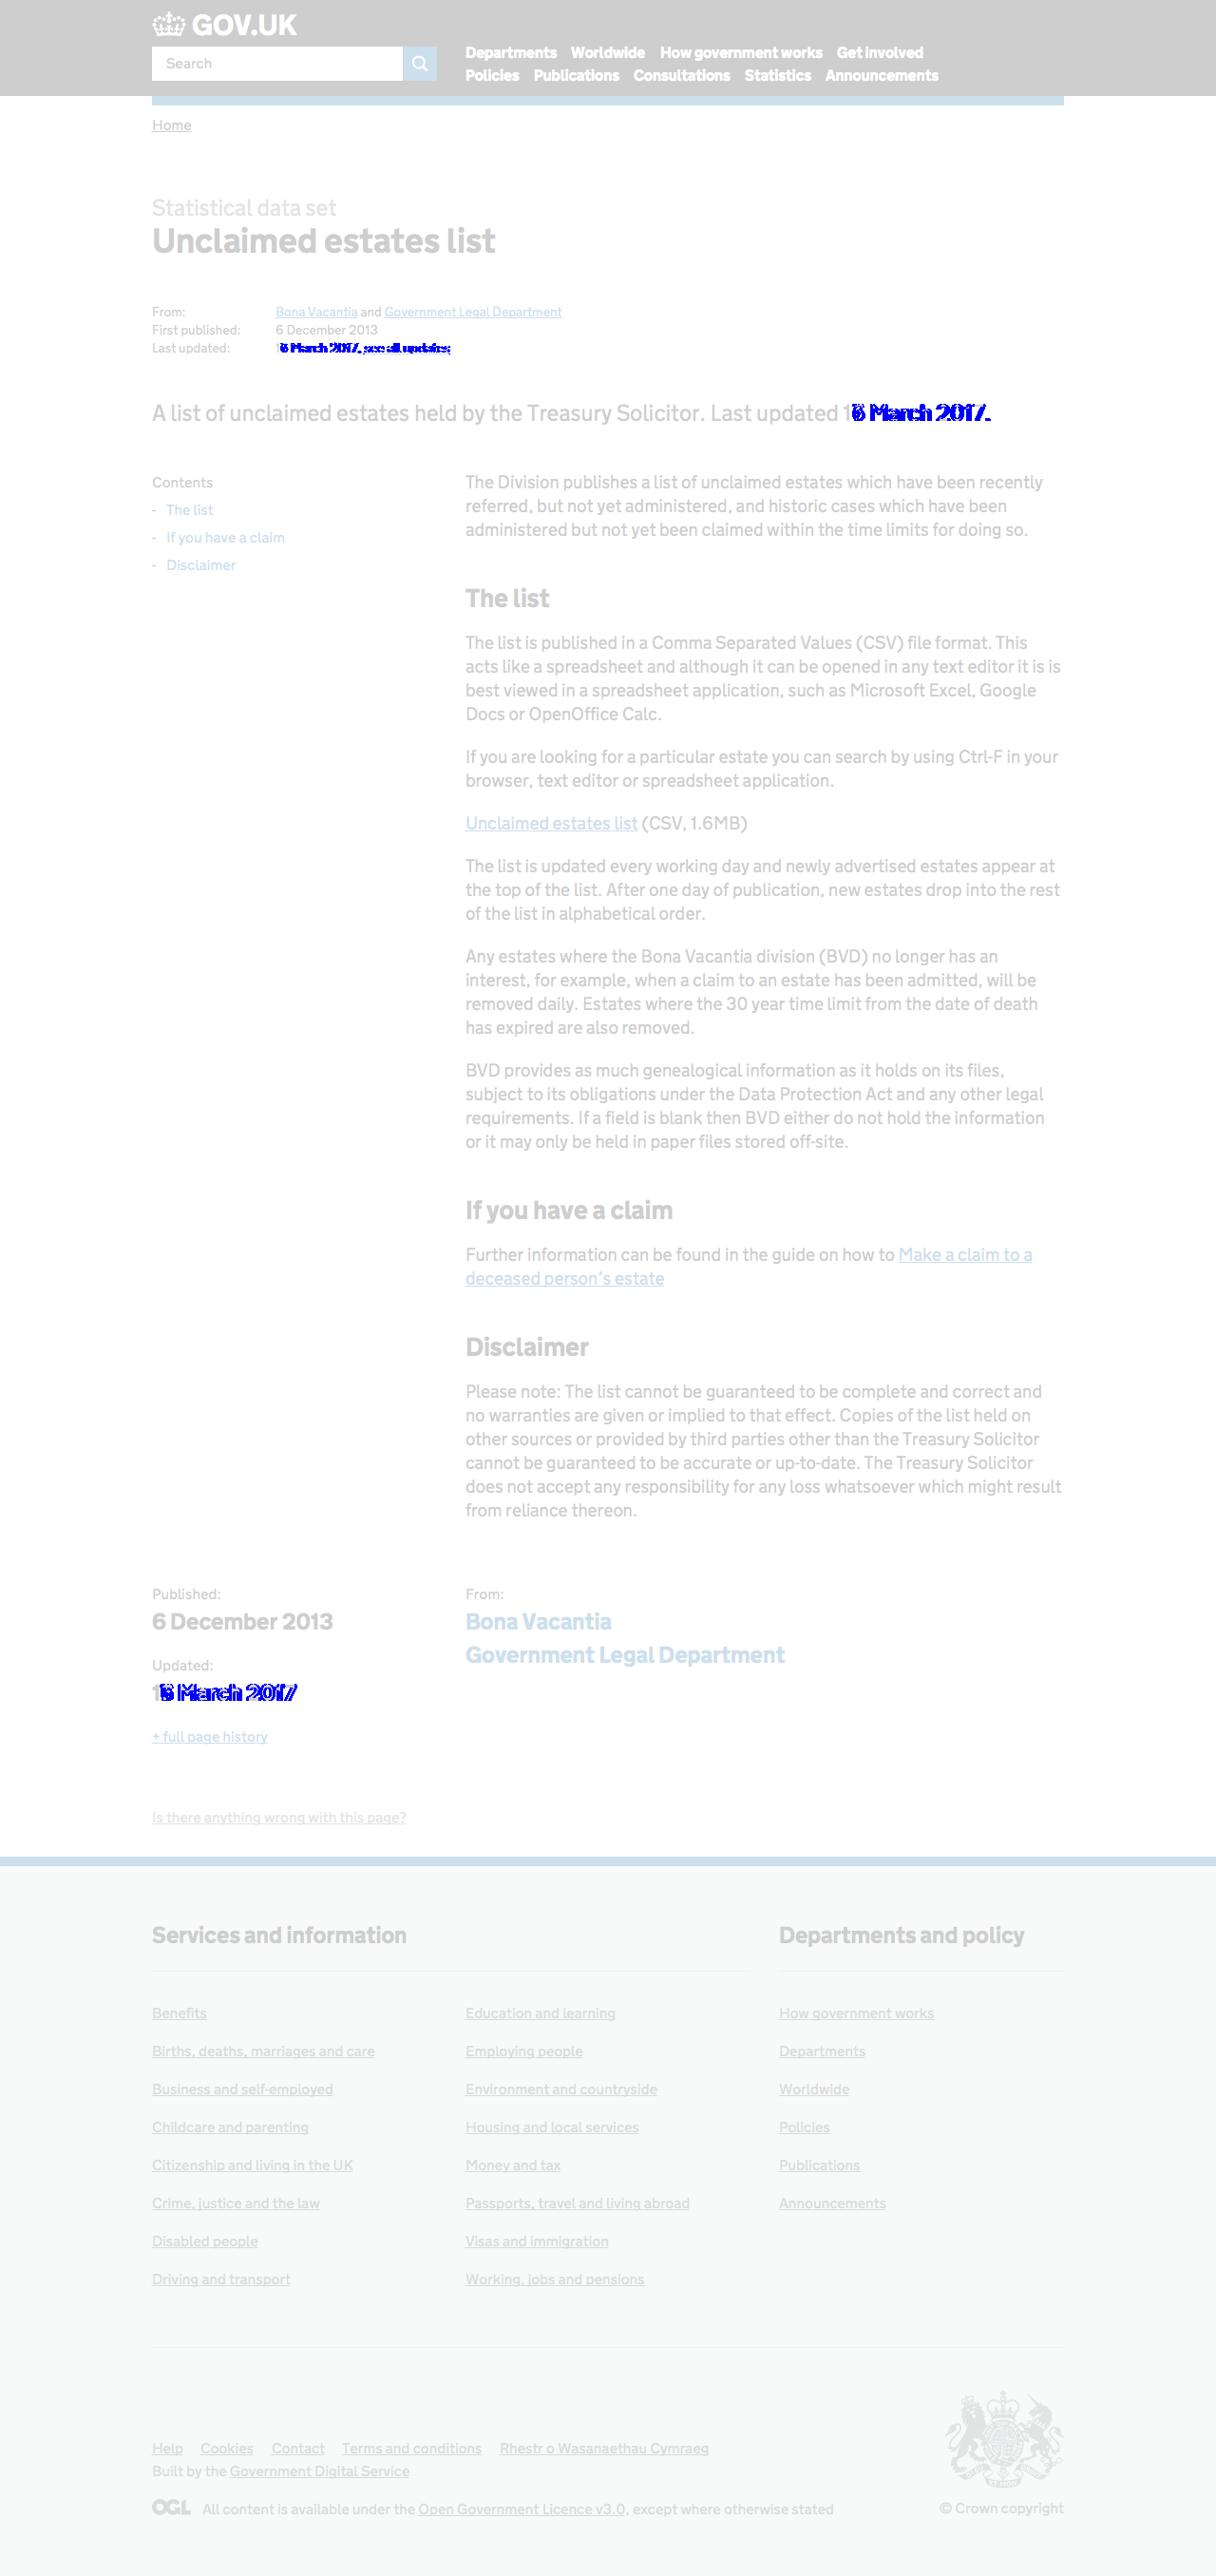 GOV.UK
Search
Departments Worldwide How government works Get involved
Policies Publications Consultations Statistics Announcements
Home
Statistical data set
Unclaimed estates list
From: Bona Vacantia and Government Legal Department
First published: 6 December 2013
Last updated: March 2017, see all updates
A list of unclaimed estates held by the Treasury Solicitor. Last updated March 2017.
Contents
- The list
- If you have a claim
- Disclaimer
The Division publishes a list of unclaimed estates which have been recently
referred, but not yet administered, and historic cases which have been
administered but not yet been claimed within the time limits for doing so.
The list
The list is published in a Comma Separated Values (CSV) file format. This
acts like a spreadsheet and although it can be opened in any text editor it is is
best viewed in a spreadsheet application, such as Microsoft Excel, Google
Docs or OpenOffice Calc.
If you are looking for a particular estate you can search by using Ctrl-F in your
browser, text editor or spreadsheet application.
Unclaimed estates list (CSV, 1.6MB)
The list is updated every working day and newly advertised estates appear at
the top of the list. After one day of publication, new estates drop into the rest
of the list in alphabetical order.
Any estates where the Bona Vacantia division (BVD) no longer has an
interest, for example, when a claim to an estate has been admitted, will be
removed daily. Estates where the 30 year time limit from the date of death
has expired are also removed.
BVD provides as much genealogical information as it holds on its files,
subject to its obligations under the Data Protection Act and any other legal
requirements. If a field is blank then BVD either do not hold the information
or it may only be held in paper files stored off-site.
If you have a claim
Further information can be found in the guide on how to Make a claim to a
deceased person's estate
Disclaimer
Please note: The list cannot be guaranteed to be complete and correct and
no warranties are given or implied to that effect. Copies of the list held on
other sources or provided by third parties other than the Treasury Solicitor
cannot be guaranteed to be accurate or up-to-date. The Treasury Solicitor
does not accept any responsibility for any loss whatsoever which might result
from reliance thereon.
Published:
6 December 2013
Updated:
March 2017
+ full page history
From:
Bona Vacantia
Government Legal Department
Is there anything wrong with this page?
Services and information
Benefits
Births, deaths, marriages and care
Business and self-employed
Childcare and parenting
Citizenship and living in the UK
Crime, justice and the law
Disabled people
Driving and transport
Education and learning
Employing people
Environment and countryside
Housing and local services
Money and tax
Passports, travel and living abroad
Visas and immigration
Working, jobs and pensions
Departments and policy
How government works
Departments
Worldwide
Policies
Publications
Announcements
Help Cookies Contact Terms and conditions Rhestr o Wasanaethau Cymraeg
Built by the Government Digital Service
OGL All content is available under the Open Government Licence v3.0, except where otherwise stated
© Crown copyright